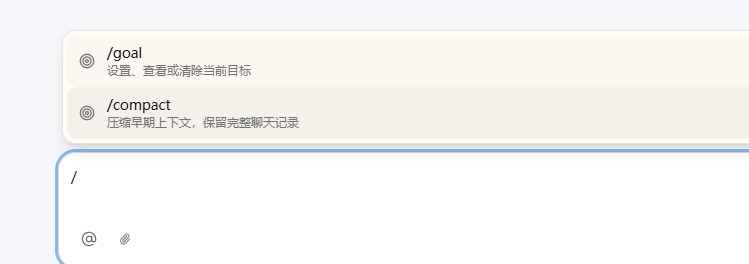 /goal
设置、查看或清除当前目标
/compact
压缩早期上下文，保留完整聊天记录
/
@